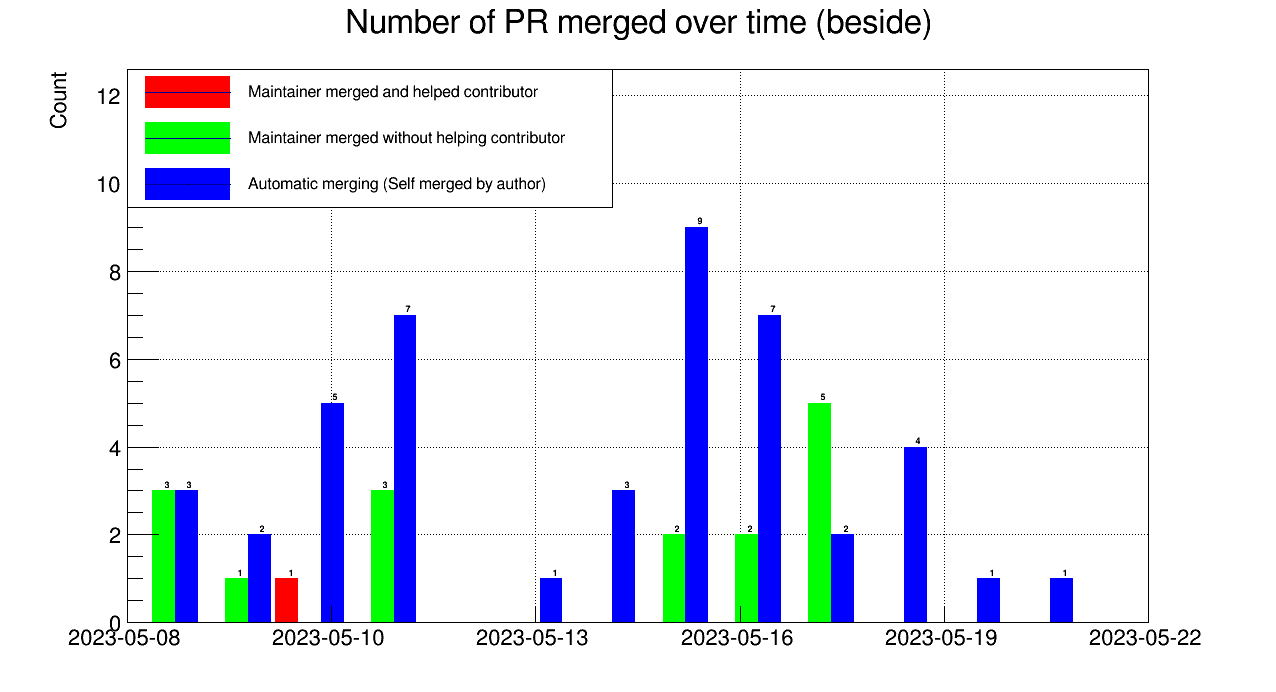 Number of PR merged over time (beside)
Count
Maintainer merged and helped contributor
Maintainer merged without helping contributor
Automatic merging (Self merged by author)
12
10
8
6
4
2
0
3 3 1 2 1 5 3 7 1 3 2 9 2 7 5 2 4 1 1
2023-05-08 2023-05-10 2023-05-13 2023-05-16 2023-05-19 2023-05-22